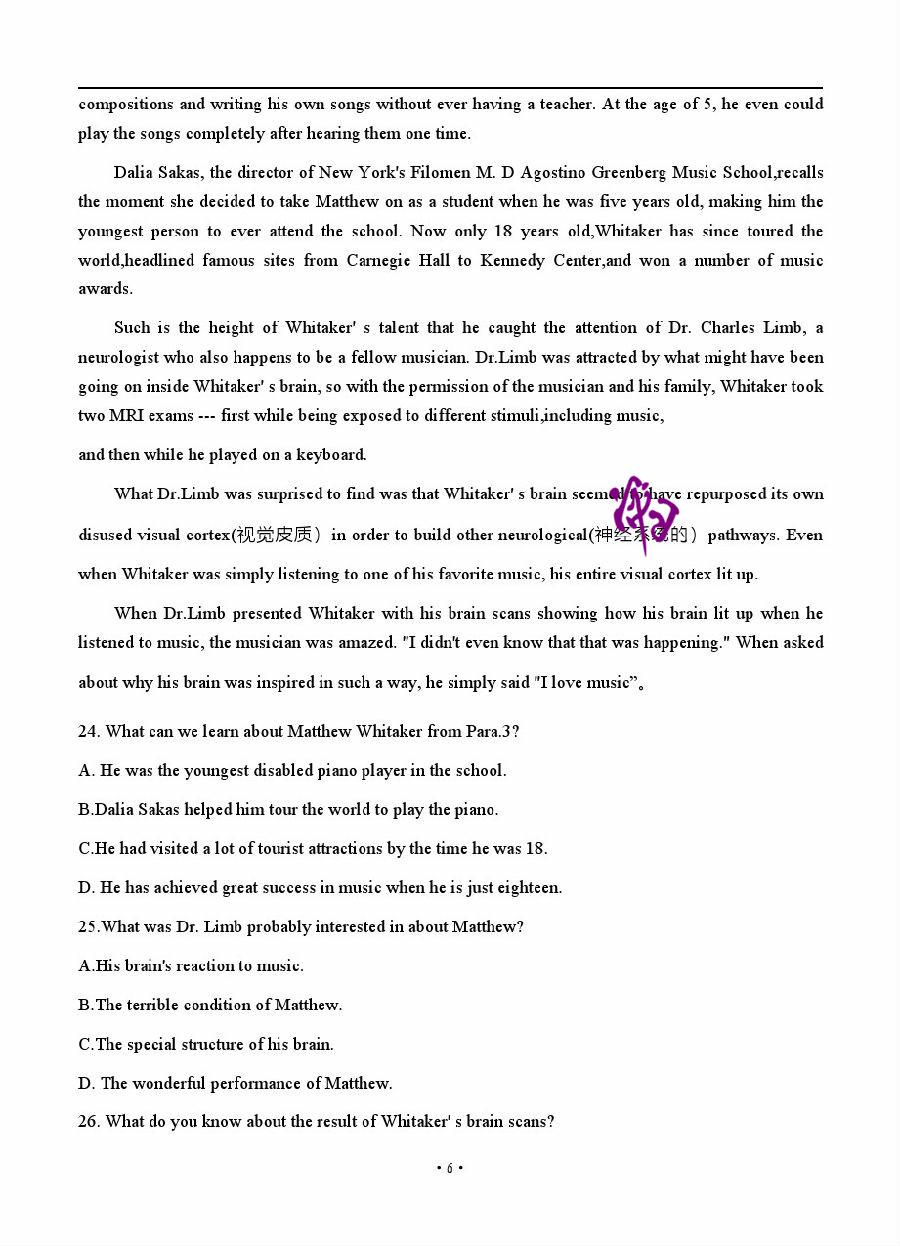 compositions and writing his own songs without ever having a teacher. At the age of 5, he even could
play the songs completely after hearing them one time.
Dalia Sakas, the director of New York's Filomen M. D Agostino Greenberg Music School,recalls
the moment she decided to take Matthew on as a student when he was five years old, making him the
youngest person to ever attend the school. Now only 18 years old,Whitaker has since toured the
world,headlined famous sites from Carnegie Hall to Kennedy Center,and won a number of music
awards.
Such is the height of Whitaker' s talent that he caught the attention of Dr. Charles Limb, a
neurologist who also happens to be a fellow musician. Dr.Limb was attracted by what might have been
going on inside Whitaker' s brain, so with the permission of the musician and his family, Whitaker took
two MRI exams --- first while being exposed to different stimuli,including music,
and then while he played on a keyboard.
What Dr.Limb was surprised to find was that Whitaker' s brain seemed to have repurposed its own
disused visual cortex(视觉皮质）in order to build other neurological(神经系统的）pathways. Even
when Whitaker was simply listening to one of his favorite music, his entire visual cortex lit up.
When Dr.Limb presented Whitaker with his brain scans showing how his brain lit up when he
listened to music, the musician was amazed. "I didn't even know that that was happening." When asked
about why his brain was inspired in such a way, he simply said "I love music”。
24. What can we learn about Matthew Whitaker from Para.3?
A. He was the youngest disabled piano player in the school.
B.Dalia Sakas helped him tour the world to play the piano.
C.He had visited a lot of tourist attractions by the time he was 18.
D. He has achieved great success in music when he is just eighteen.
25.What was Dr. Limb probably interested in about Matthew?
A.His brain's reaction to music.
B.The terrible condition of Matthew.
C.The special structure of his brain.
D. The wonderful performance of Matthew.
26. What do you know about the result of Whitaker' s brain scans?
• 6 •